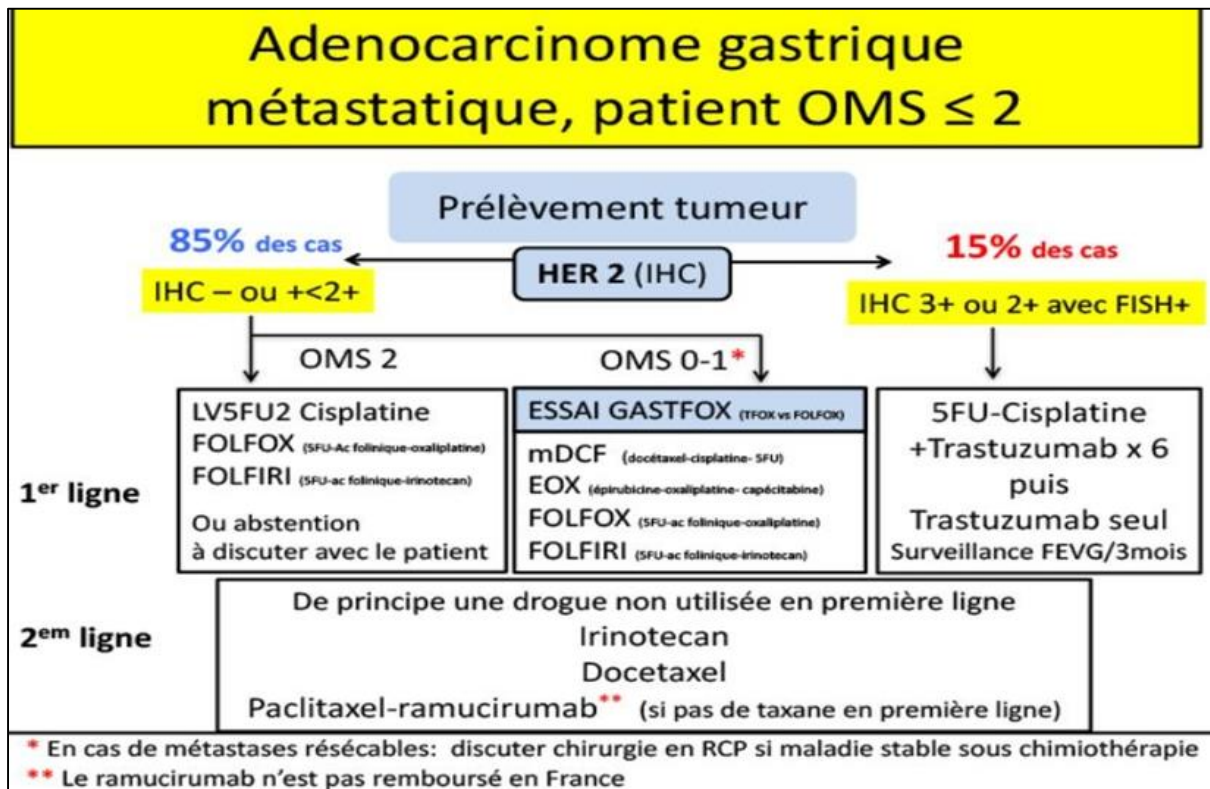 Adenocarcinome gastrique
métastatique, patient OMS ≤ 2
Prélèvement tumeur
HER 2 (IHC)
85% des cas
IHC – ou +<2+
15% des cas
IHC 3+ ou 2+ avec FISH+
OMS 2
OMS 0-1*
1er ligne
LV5FU2 Cisplatine
FOLFOX (5FU-Ac folinique-oxaliplatine)
FOLFIRI (5FU-ac folinique-irinotecan)
Ou abstention
à discuter avec le patient
ESSAI GASTFOX (TFOX vs FOLFOX)
mDCF (docétaxel-cisplatine- 5FU)
EOX (épirubicine-oxaliplatine- capécitabine)
FOLFOX (5FU-ac folinique-oxaliplatine)
FOLFIRI (5FU-ac folinique-irinotecan)
5FU-Cisplatine
+Trastuzumab x 6
puis
Trastuzumab seul
Surveillance FEVG/3mois
2em ligne
De principe une drogue non utilisée en première ligne
Irinotecan
Docetaxel
Paclitaxel-ramucirumab** (si pas de taxane en première ligne)
* En cas de métastases résécables: discuter chirurgie en RCP si maladie stable sous chimiothérapie
** Le ramucirumab n'est pas remboursé en France